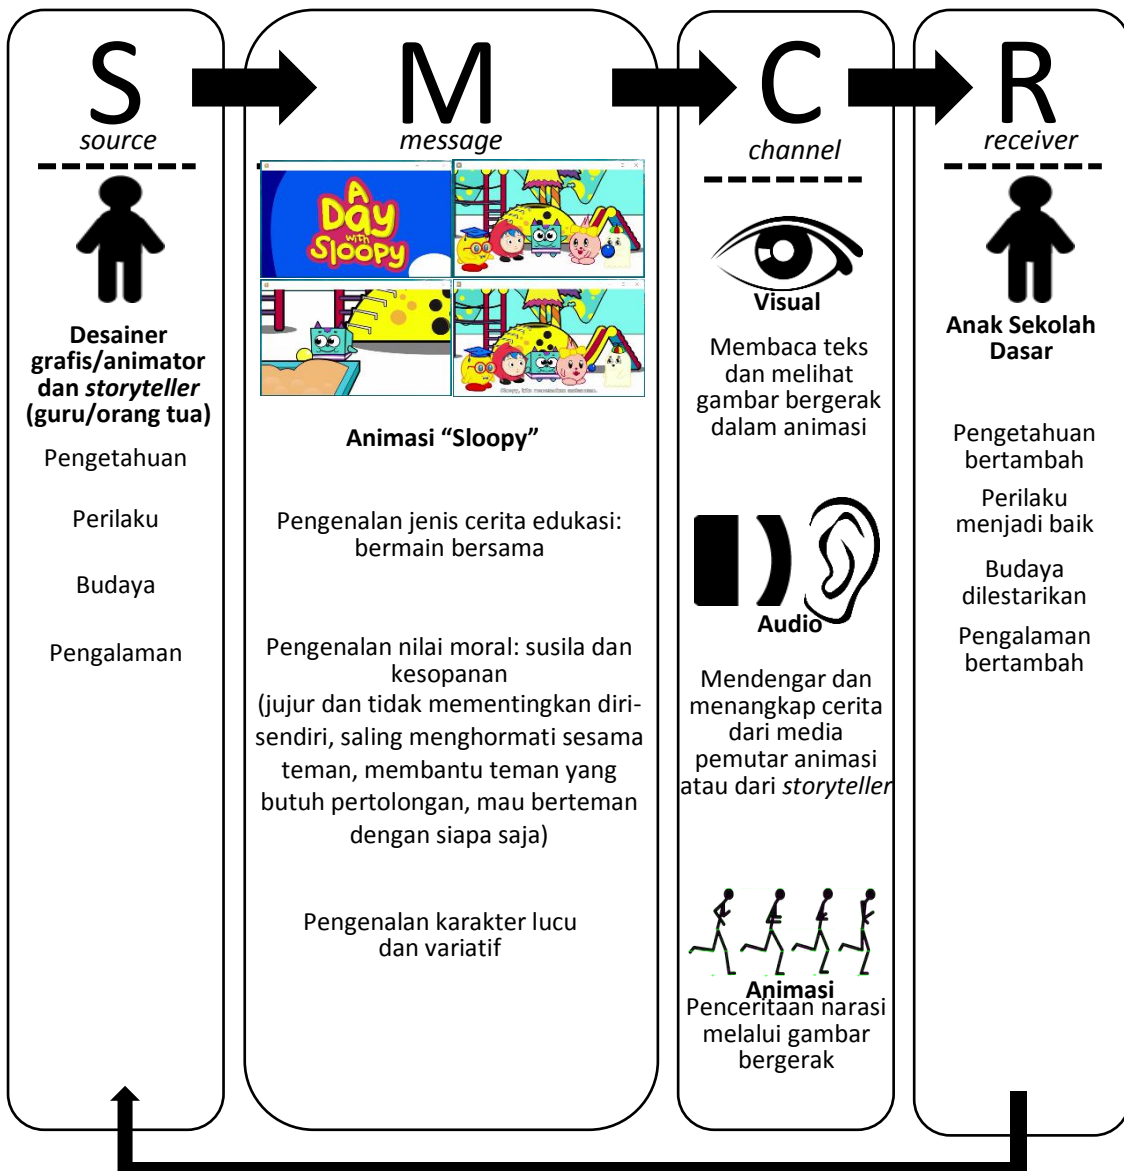 S
source
Desainer
grafis/animator
dan storyteller
(guru/orang tua)
Pengetahuan
Perilaku
Budaya
Pengalaman
M
message
A
Day
with
Sloopy
Animasi “Sloopy”
Pengenalan jenis cerita edukasi:
bermain bersama
Pengenalan nilai moral: susila dan
kesopanan
(jujur dan tidak mementingkan diri-
sendiri, saling menghormati sesama
teman, membantu teman yang
butuh pertolongan, mau berteman
dengan siapa saja)
Pengenalan karakter lucu
dan variatif
C
channel
Visual
Membaca teks
dan melihat
gambar bergerak
dalam animasi
Audio
Mendengar dan
menangkap cerita
dari media
pemutar animasi
atau dari storyteller
Animasi
Penceritaan narasi
melalui gambar
bergerak
R
receiver
Anak Sekolah
Dasar
Pengetahuan
bertambah
Perilaku
menjadi baik
Budaya
dilestarikan
Pengalaman
bertambah